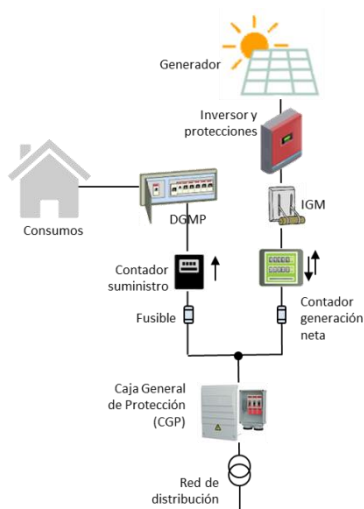 Generador
Inversor y
protecciones
DGMP
IGM
Consumos
Contador
suministro
Contador
generación
neta
Fusible
Caja General
de Protección
(CGP)
Red de
distribución